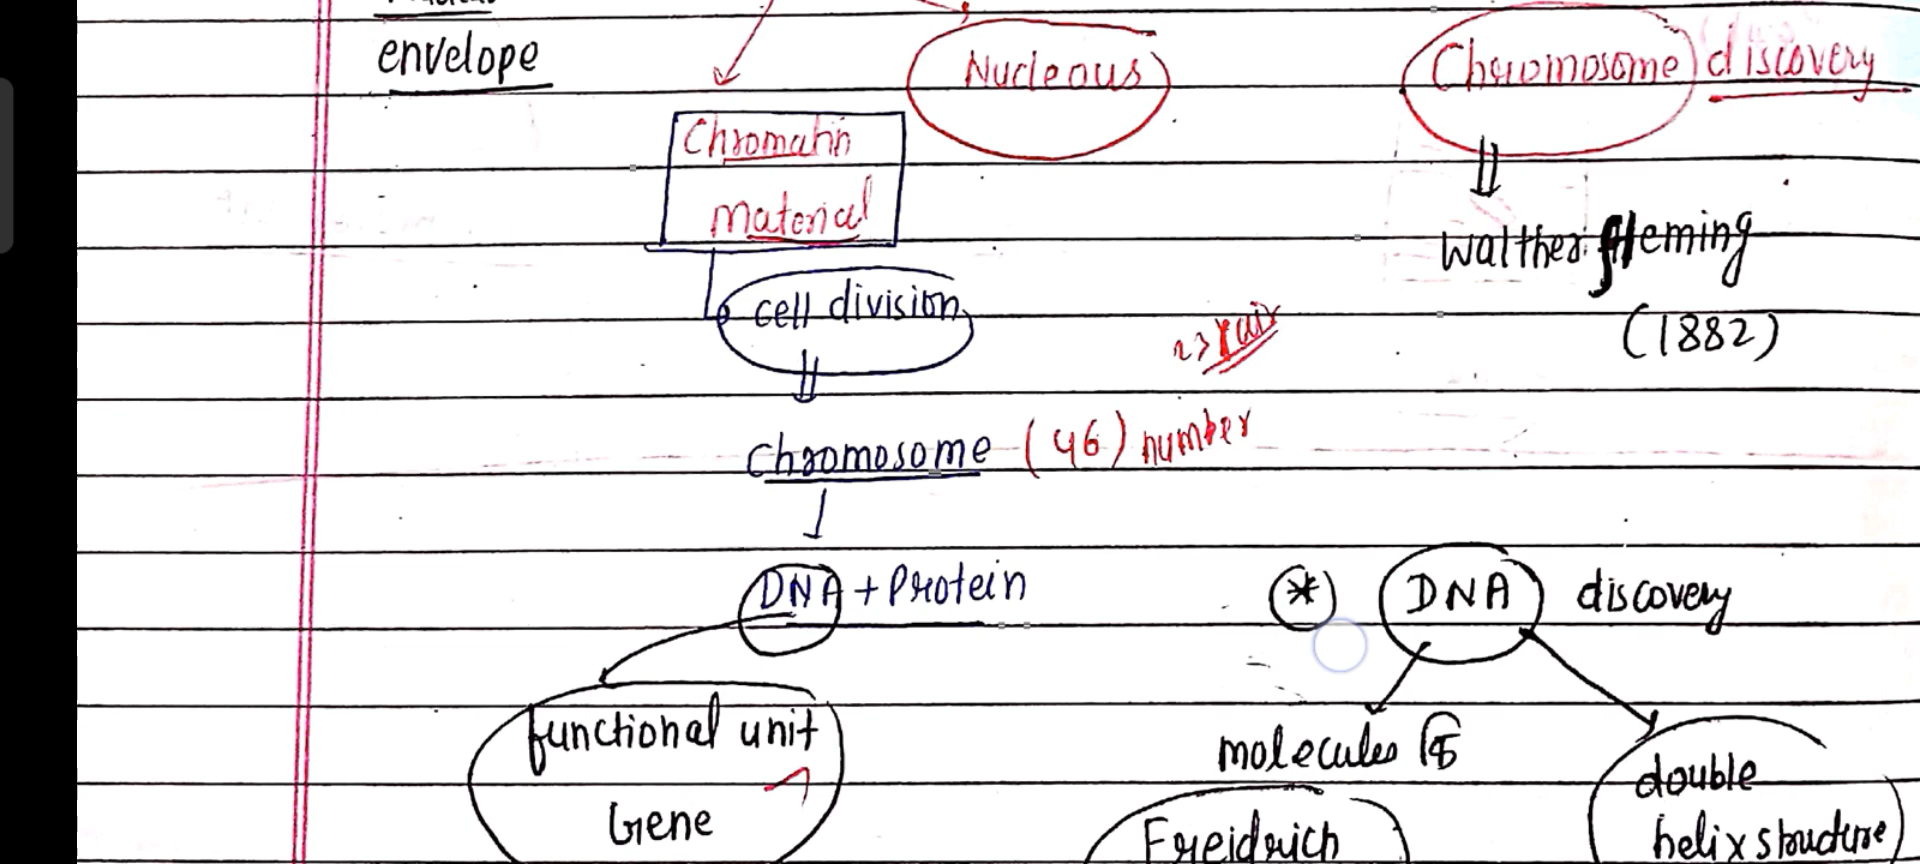 envelope
Nucleous
Chromosome discovery
Chromatin
material
Walther fleming
cell division
(1882)
23 pair
chromosome (46) number
DNA + Protein
* DNA discovery
functional unit
molecules
double
Gene
Freidrich
helix structure